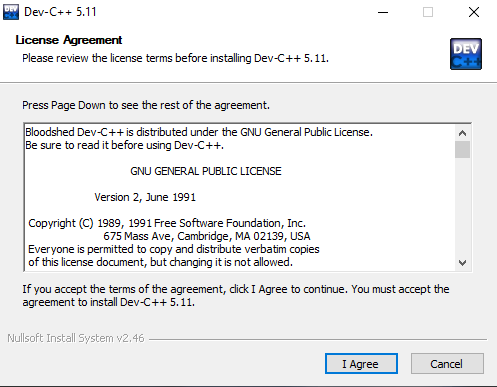 Dev-C++ 5.11
License Agreement
Please review the license terms before installing Dev-C++ 5.11.
DEV
C++
Press Page Down to see the rest of the agreement.
Bloodshed Dev-C++ is distributed under the GNU General Public License.
Be sure to read it before using Dev-C++.
GNU GENERAL PUBLIC LICENSE
Version 2, June 1991
Copyright (C) 1989, 1991 Free Software Foundation, Inc.
675 Mass Ave, Cambridge, MA 02139, USA
Everyone is permitted to copy and distribute verbatim copies
of this license document, but changing it is not allowed.
If you accept the terms of the agreement, click I Agree to continue. You must accept the
agreement to install Dev-C++ 5.11.
Nullsoft Install System v2.46
I Agree Cancel